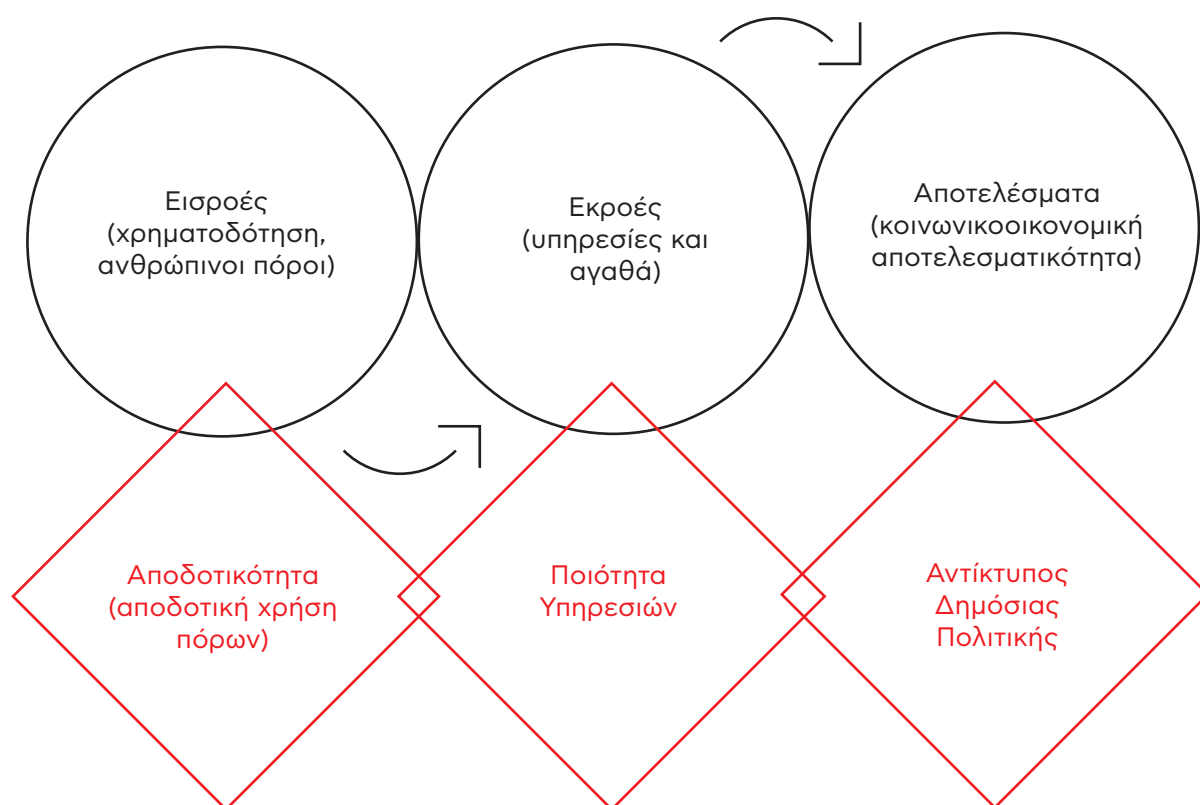 Εισροές
(χρηματοδότηση,
ανθρώπινοι πόροι)
Εκροές
(υπηρεσίες και
αγαθά)
Αποτελέσματα
(κοινωνικοοικονομική
αποτελεσματικότητα)
Αποδοτικότητα
(αποδοτική χρήση
πόρων)
Ποιότητα
Υπηρεσιών
Αντίκτυπος
Δημόσιας
Πολιτικής